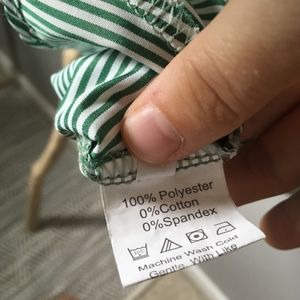 100% Polyester
0%Cotton
0%Spandex
Machine Wash Cold
Gentle, With Like